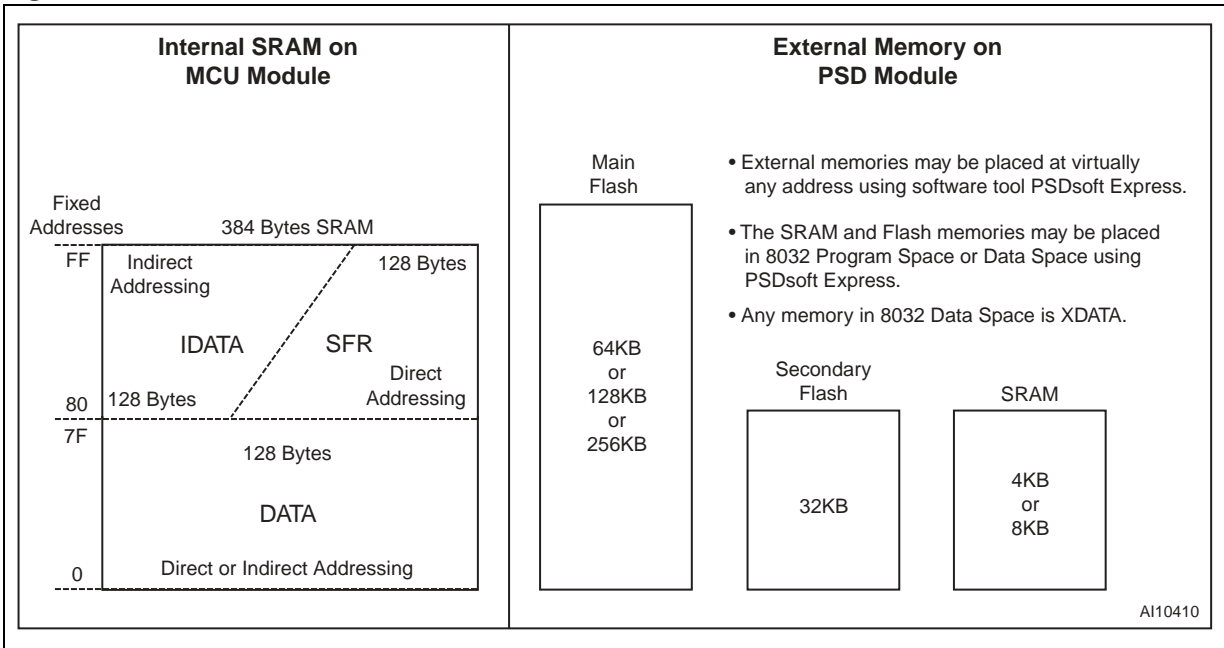 Internal SRAM on
MCU Module
Fixed
Addresses
384 Bytes SRAM
FF
Indirect
Addressing
128 Bytes
IDATA
SFR
Direct
Addressing
128 Bytes
80
7F
128 Bytes
DATA
Direct or Indirect Addressing
0
External Memory on
PSD Module
Main
Flash
64KB
or
128KB
or
256KB
• External memories may be placed at virtually
any address using software tool PSDsoft Express.
• The SRAM and Flash memories may be placed
in 8032 Program Space or Data Space using
PSDsoft Express.
• Any memory in 8032 Data Space is XDATA.
Secondary
Flash
32KB
SRAM
4KB
or
8KB
AI10410